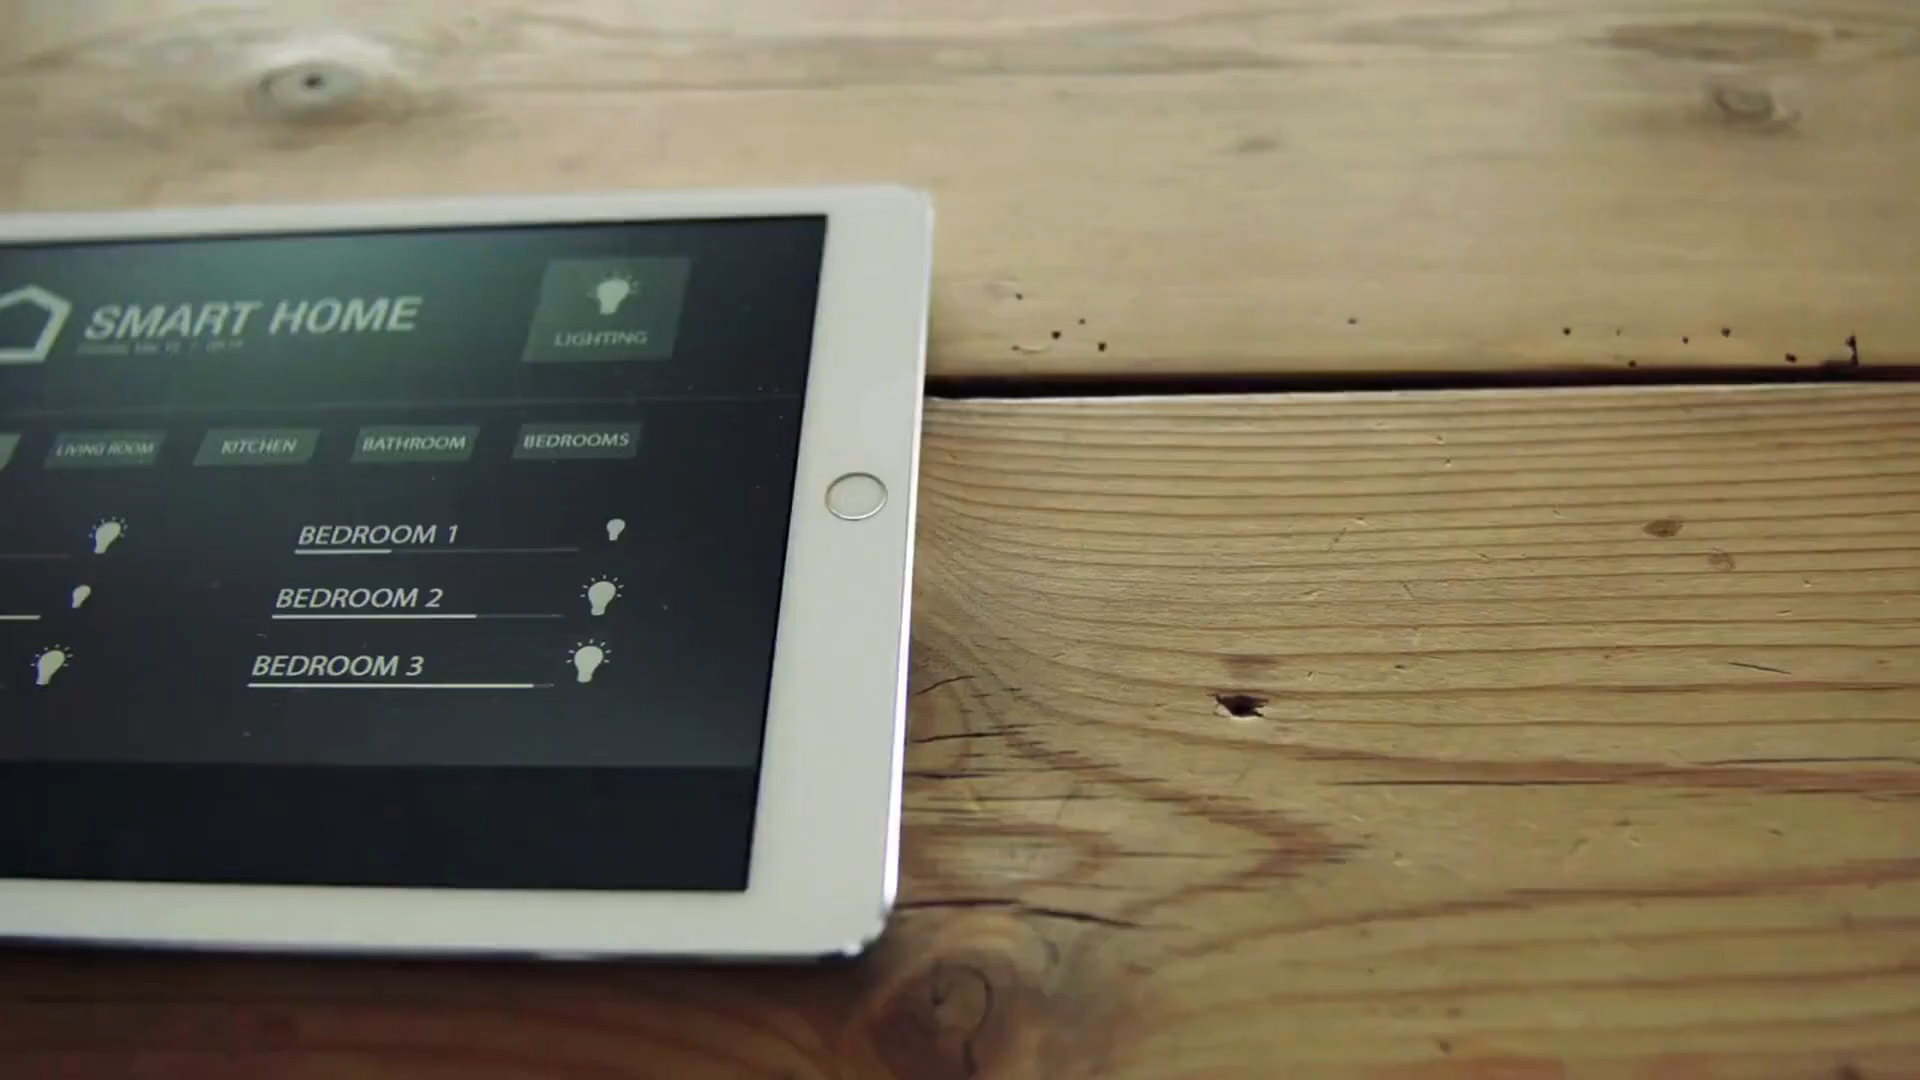 SMART HOME
LIGHTING
LIVING ROOM
KITCHEN
BATHROOM
BEDROOMS
BEDROOM 1
BEDROOM 2
BEDROOM 3